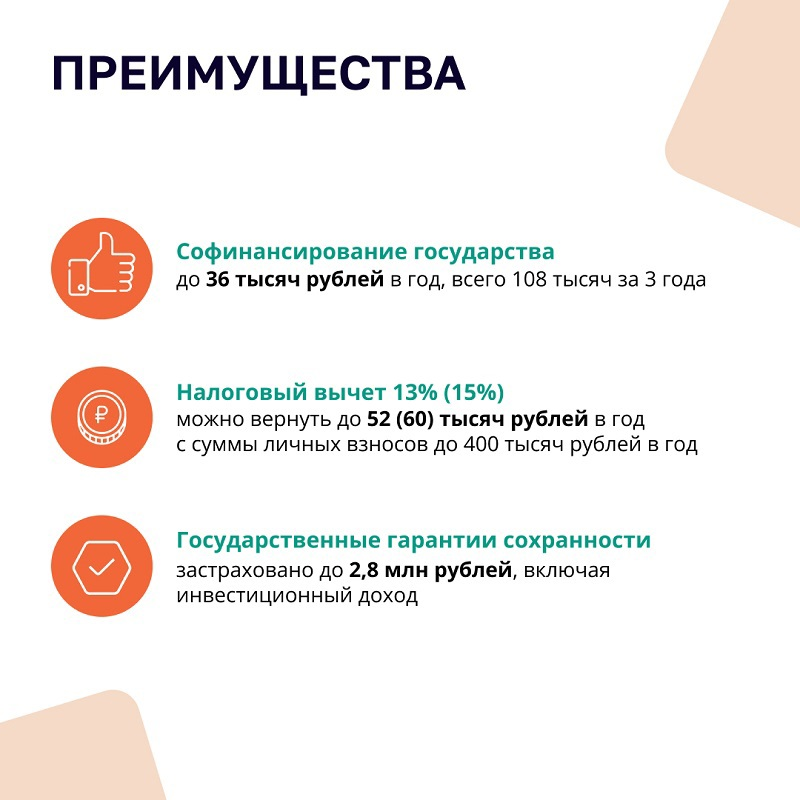 ПРЕИМУЩЕСТВА
Софинансирование государства
до 36 тысяч рублей в год, всего 108 тысяч за 3 года
Налоговый вычет 13% (15%)
можно вернуть до 52 (60) тысяч рублей в год
с суммы личных взносов до 400 тысяч рублей в год
Государственные гарантии сохранности
застраховано до 2,8 млн рублей, включая
инвестиционный доход